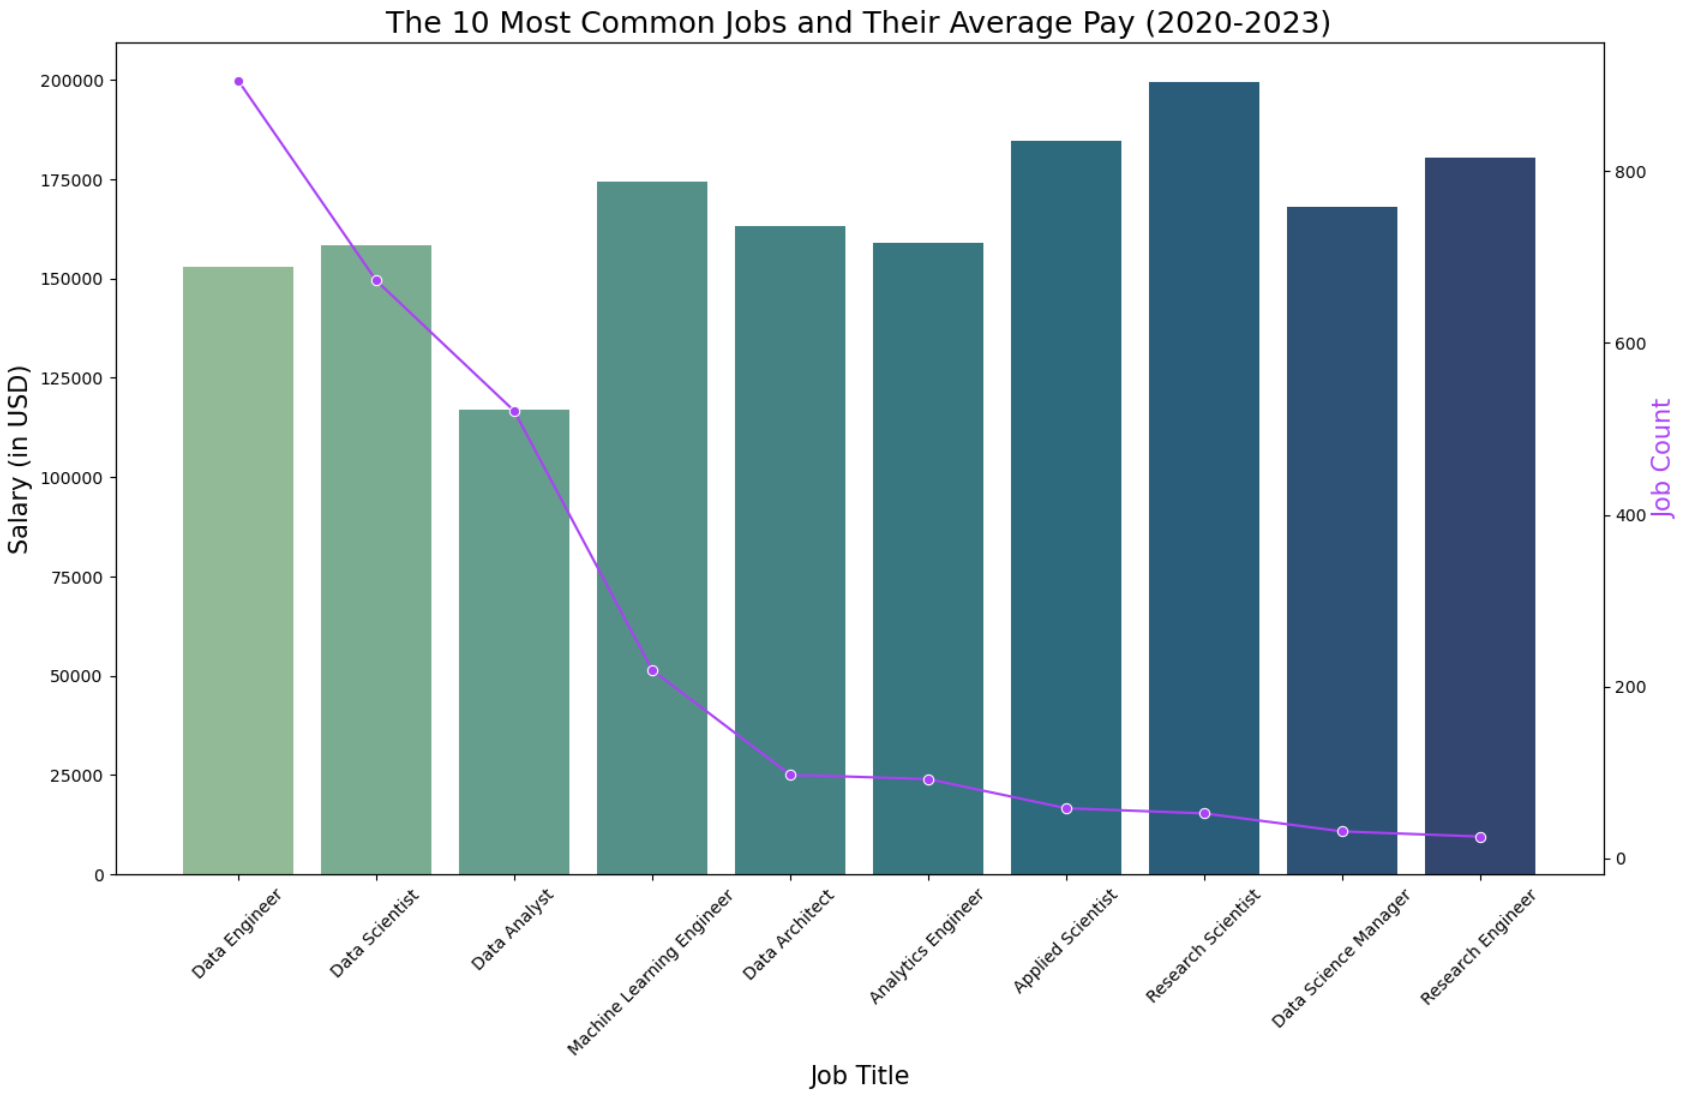 The 10 Most Common Jobs and Their Average Pay (2020-2023)
Salary (in USD)
200000
175000
150000
125000
100000
75000
50000
25000
0
Job Count
800
600
400
200
0
Data Engineer
Data Scientist
Data Analyst
Machine Learning Engineer
Data Architect
Analytics Engineer
Applied Scientist
Research Scientist
Data Science Manager
Research Engineer
Job Title